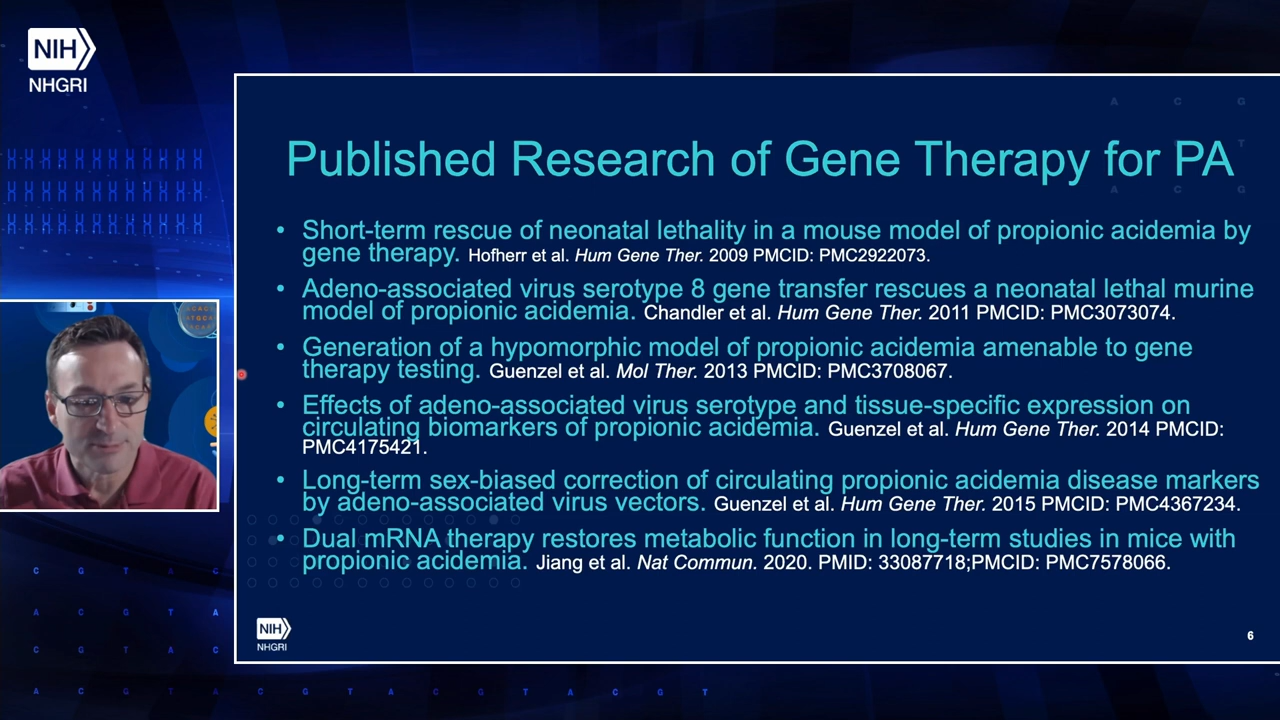 NIH
NHGRI
Published Research of Gene Therapy for PA
• Short-term rescue of neonatal lethality in a mouse model of propionic acidemia by
gene therapy. Hofherr et al. Hum Gene Ther. 2009 PMCID: PMC2922073.
• Adeno-associated virus serotype 8 gene transfer rescues a neonatal lethal murine
model of propionic acidemia. Chandler et al. Hum Gene Ther. 2011 PMCID: PMC3073074.
• Generation of a hypomorphic model of propionic acidemia amenable to gene
therapy testing. Guenzel et al. Mol Ther. 2013 PMCID: PMC3708067.
• Effects of adeno-associated virus serotype and tissue-specific expression on
circulating biomarkers of propionic acidemia. Guenzel et al. Hum Gene Ther. 2014 PMCID:
PMC4175421.
• Long-term sex-biased correction of circulating propionic acidemia disease markers
by adeno-associated virus vectors. Guenzel et al. Hum Gene Ther. 2015 PMCID: PMC4367234.
• Dual mRNA therapy restores metabolic function in long-term studies in mice with
propionic acidemia. Jiang et al. Nat Commun. 2020. PMID: 33087718;PMCID: PMC7578066.
NIH
NHGRI
6
A C G
T
A C G
C G T A C
A C G T A
C G T A C
A C G T A C G T A C G T A C G T